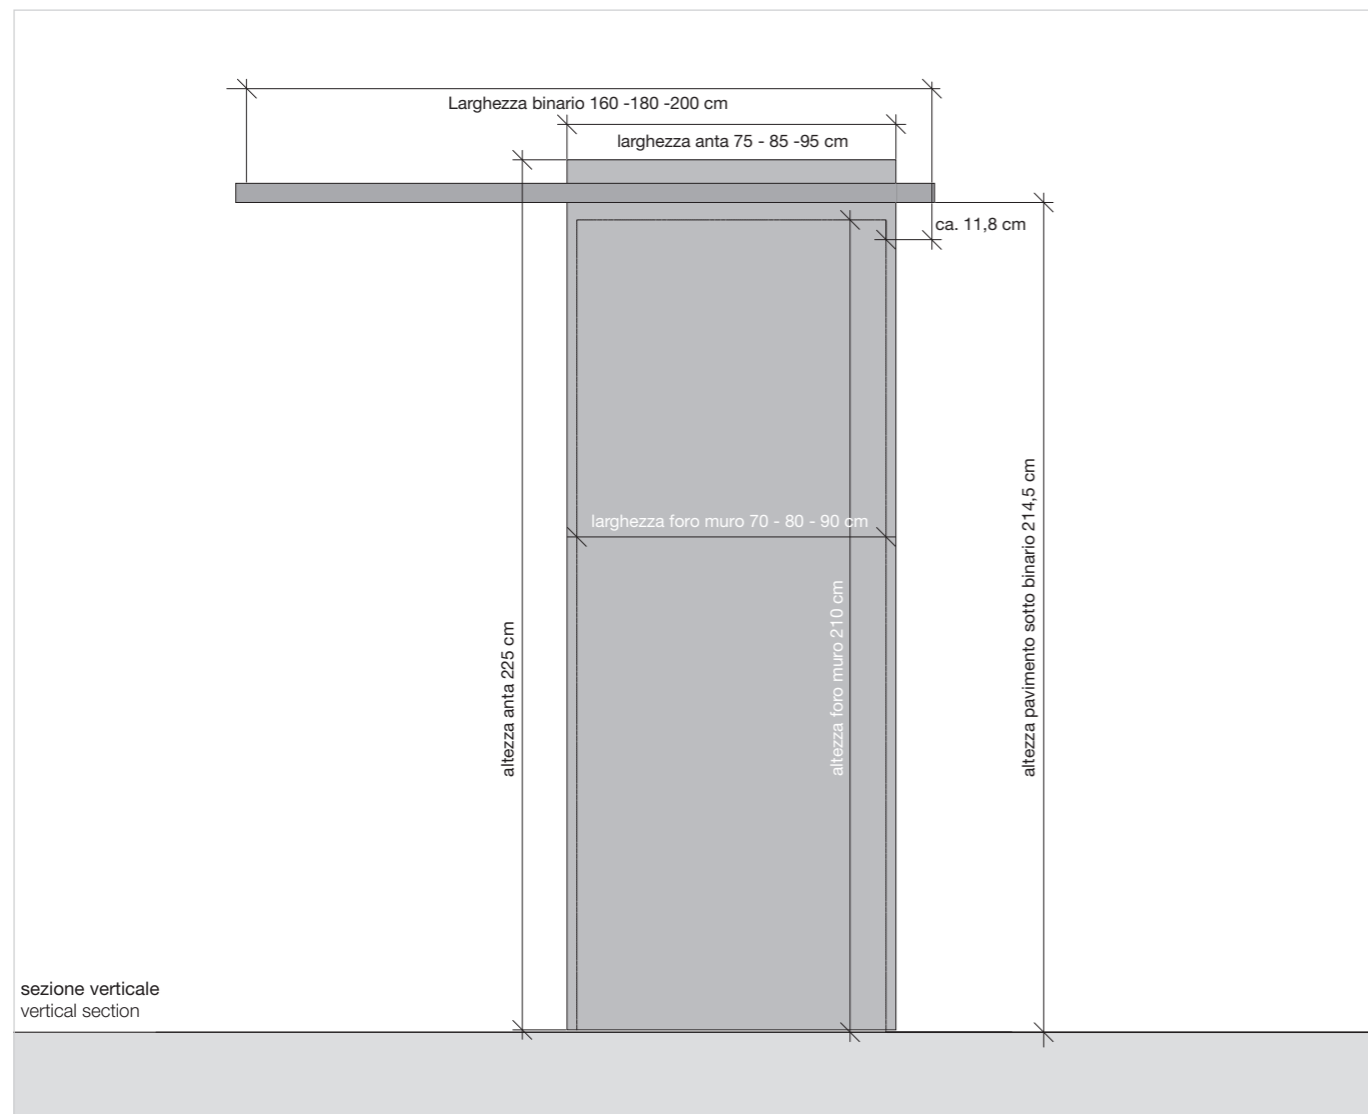 Larghezza binario 160 -180 -200 cm
larghezza anta 75 - 85 -95 cm
ca. 11,8 cm
larghezza foro muro 70 - 80 - 90 cm
altezza anta 225 cm
altezza foro muro 210 cm
altezza pavimento sotto binario 214,5 cm
sezione verticale
vertical section